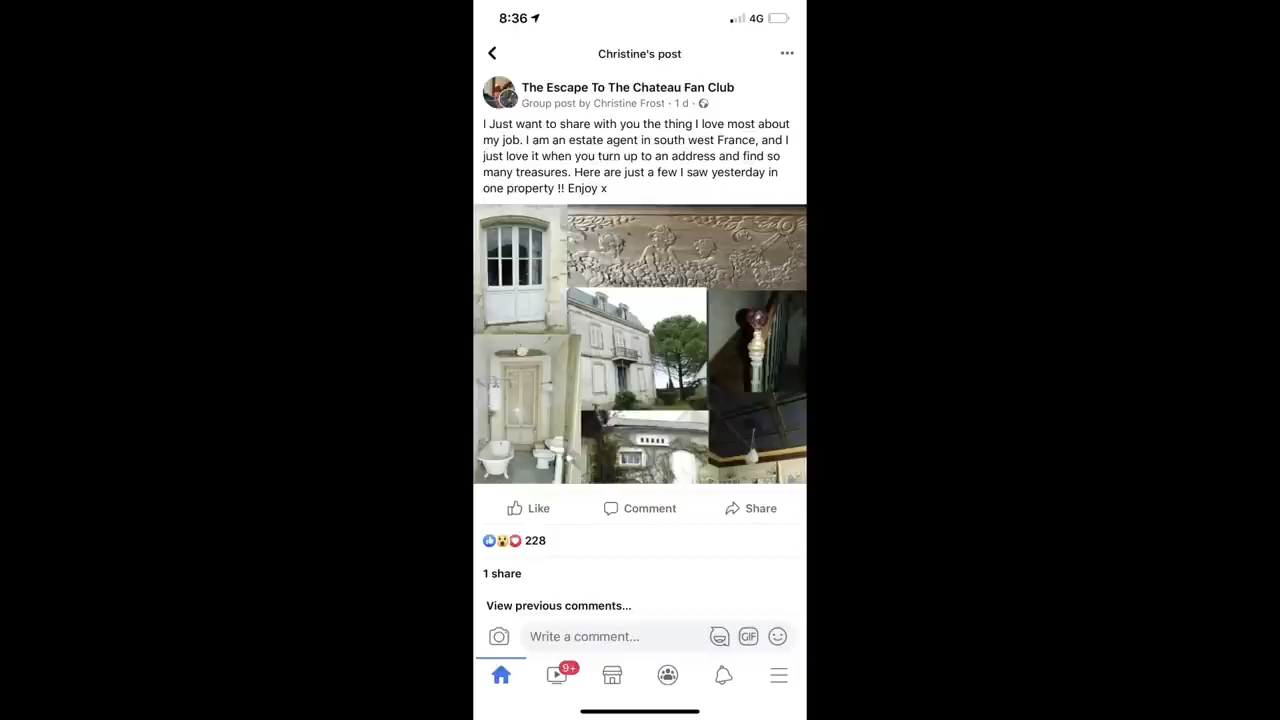 8:36
4G
Christine's post
The Escape To The Chateau Fan Club
Group post by Christine Frost · 1 d ·
I Just want to share with you the thing I love most about
my job. I am an estate agent in south west France, and I
just love it when you turn up to an address and find so
many treasures. Here are just a few I saw yesterday in
one property !! Enjoy x
Like
Comment
Share
228
1 share
View previous comments...
Write a comment...
GIF
9+